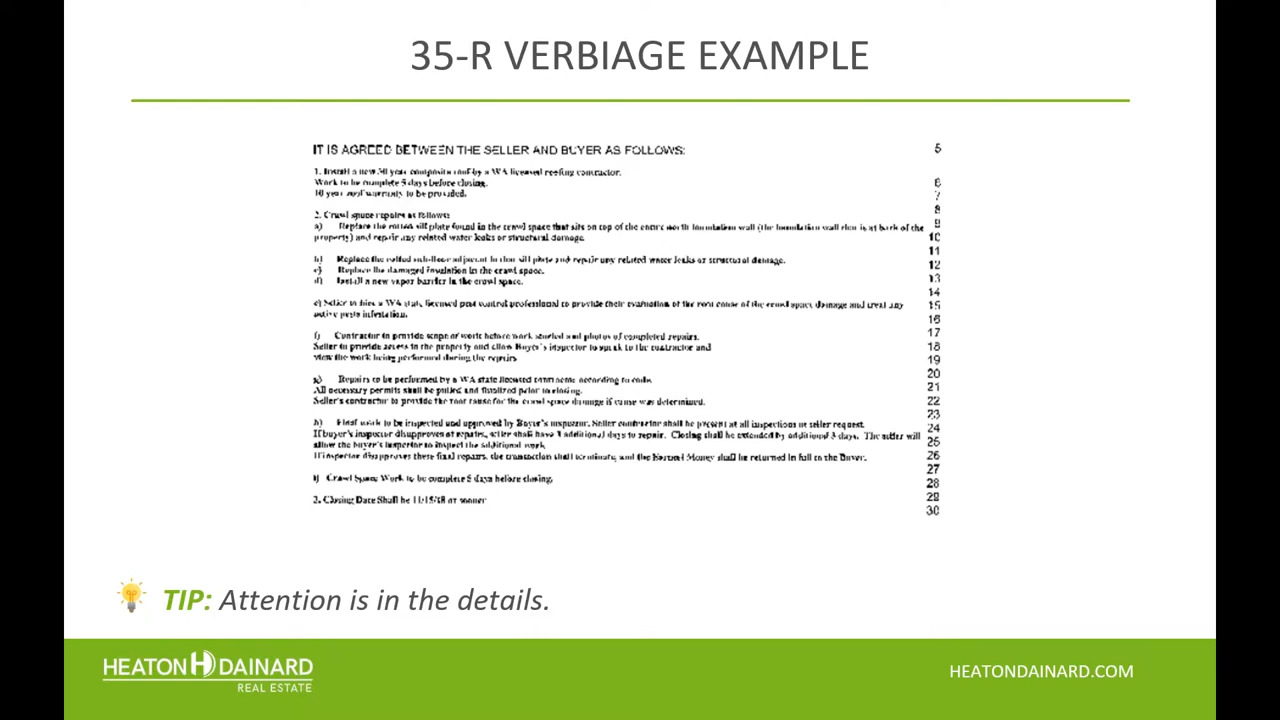 35-R VERBIAGE EXAMPLE
IT IS AGREED BETWEEN THE SELLER AND BUYER AS FOLLOWS: 5
1. Install a new 30 year composite roof by a WA licensed roofing contractor.
Work to be complete 5 days before closing. 6
10 year roof warranty to be provided. 7
8
2. Crawl space repairs as follows:
a) Replace the rotted sill plate found in the crawl space that sits on top of the entire north foundation wall (the foundation wall that is at back of the 9
property) and repair any related water leaks or structural damage. 10
11
b) Replace the rotted sub-floor adjacent to that sill plate and repair any related water leaks or structural damage. 12
c) Replace the damaged insulation in the crawl space.
d) Install a new vapor barrier in the crawl space. 13
14
e) Seller to hire a WA state licensed pest control professional to provide their evaluation of the root cause of the crawl space damage and treat any 15
active pests infestation. 16
f) Contractor to provide scope of work before work started and photos of completed repairs. 17
Seller to provide access to the property and allow Buyer's inspector to speak to the contractor and 18
view the work being performed during the repairs 19
20
g) Repairs to be performed by a WA state licensed contractor according to code.
All necessary permits shall be pulled and finalized prior to closing. 21
Seller's contractor to provide the root cause for the crawl space damage if cause was determined. 22
23
h) Final work to be inspected and approved by Buyer's inspector. Seller contractor shall be present at all inspections at seller request. 24
If buyer's inspector disapproves of repairs, seller shall have 3 additional days to repair. Closing shall be extended by additional 3 days. The seller will 25
allow the buyer's inspector to inspect the additional work.
If inspector disapproves these final repairs, the transaction shall terminate, and the Earnest Money shall be returned in full to the Buyer. 26
27
i) Crawl Space Work to be complete 5 days before closing. 28
3. Closing Date Shall be 11/15/18 or sooner 29
30
TIP: Attention is in the details.
HEATON H DAINARD
REAL ESTATE
HEATONDAINARD.COM